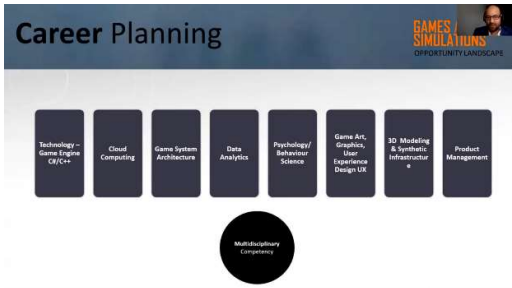 Career Planning
GAMES /
SIMULATIONS
OPPORTUNITY LANDSCAPE
Technology –
Game Engine
C#/C++
Cloud
Computing
Game System
Architecture
Data
Analytics
Psychology/
Behaviour
Science
Game Art,
Graphics,
User
Experience
Design UX
3D Modeling
& Synthetic
Infrastructur
e
Product
Management
Multidisciplinary
Competency